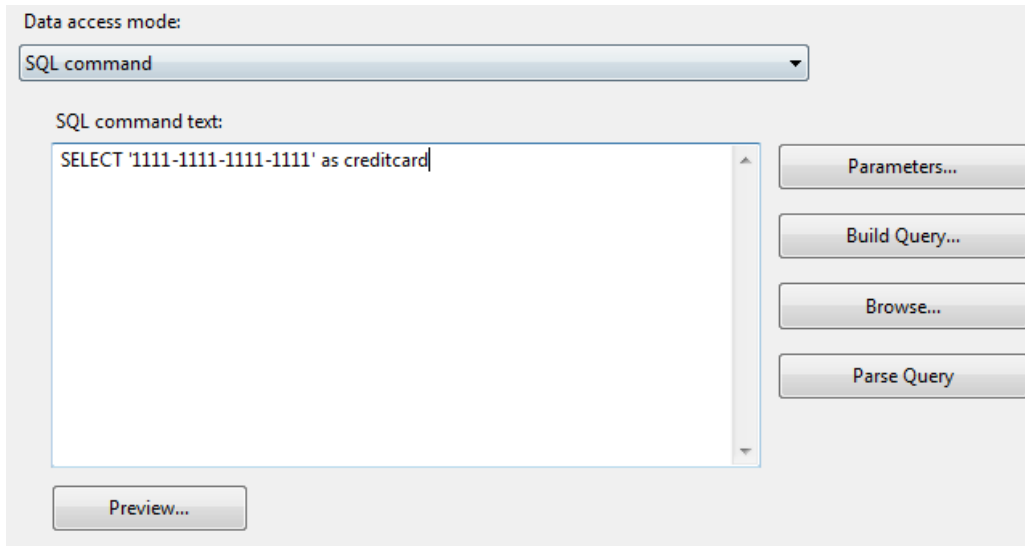 Data access mode:
SQL command
SQL command text:
SELECT '1111-1111-1111-1111' as creditcard
Parameters...
Build Query...
Browse...
Parse Query
Preview...